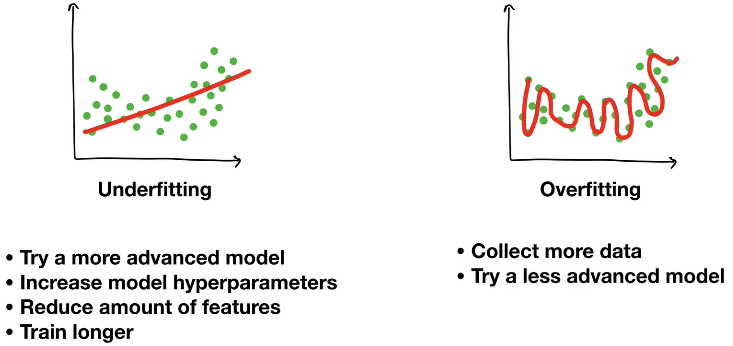 Underfitting
• Try a more advanced model
• Increase model hyperparameters
• Reduce amount of features
• Train longer
Overfitting
• Collect more data
• Try a less advanced model